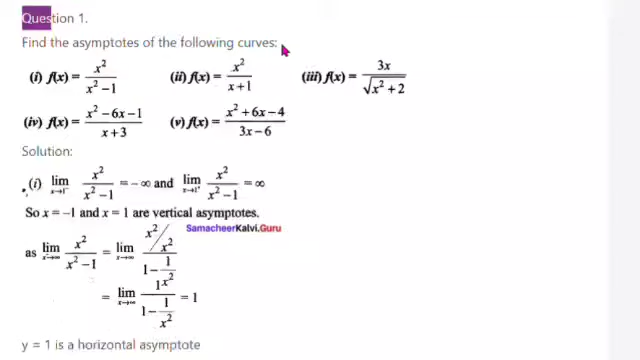 Question 1.
Find the asymptotes of the following curves:
(i) f(x) = x²/(x² − 1) (ii) f(x) = x²/(x + 1) (iii) f(x) = 3x/√(x² + 2)
(iv) f(x) = (x² − 6x − 1)/(x + 3) (v) f(x) = (x² + 6x − 4)/(3x − 6)
Solution:
(i) lim x→1⁻ x²/(x² − 1) = −∞ and lim x→1⁺ x²/(x² − 1) = ∞
So x = −1 and x = 1 are vertical asymptotes.
SamacheerKalvi.Guru
as lim x→∞ x²/(x² − 1) = lim x→∞ (x²/x²)/(1 − 1/x²)
= lim x→∞ 1/(1 − 1/x²) = 1
y = 1 is a horizontal asymptote